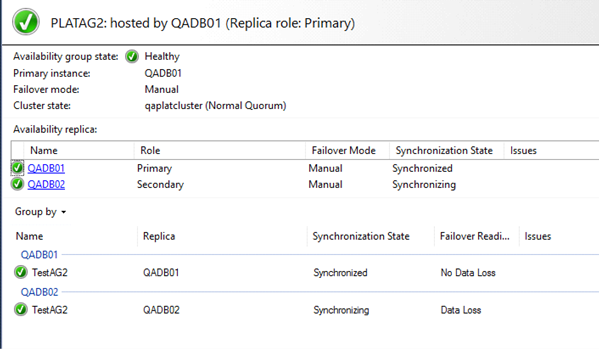 PLATAG2: hosted by QADB01 (Replica role: Primary)
Availability group state: Healthy
Primary instance: QADB01
Failover mode: Manual
Cluster state: qaplatcluster (Normal Quorum)
Availability replica:
Name Role Failover Mode Synchronization State Issues
QADB01 Primary Manual Synchronized
QADB02 Secondary Manual Synchronizing
Group by
Name Replica Synchronization State Failover Readi... Issues
QADB01
TestAG2 QADB01 Synchronized No Data Loss
QADB02
TestAG2 QADB02 Synchronizing Data Loss